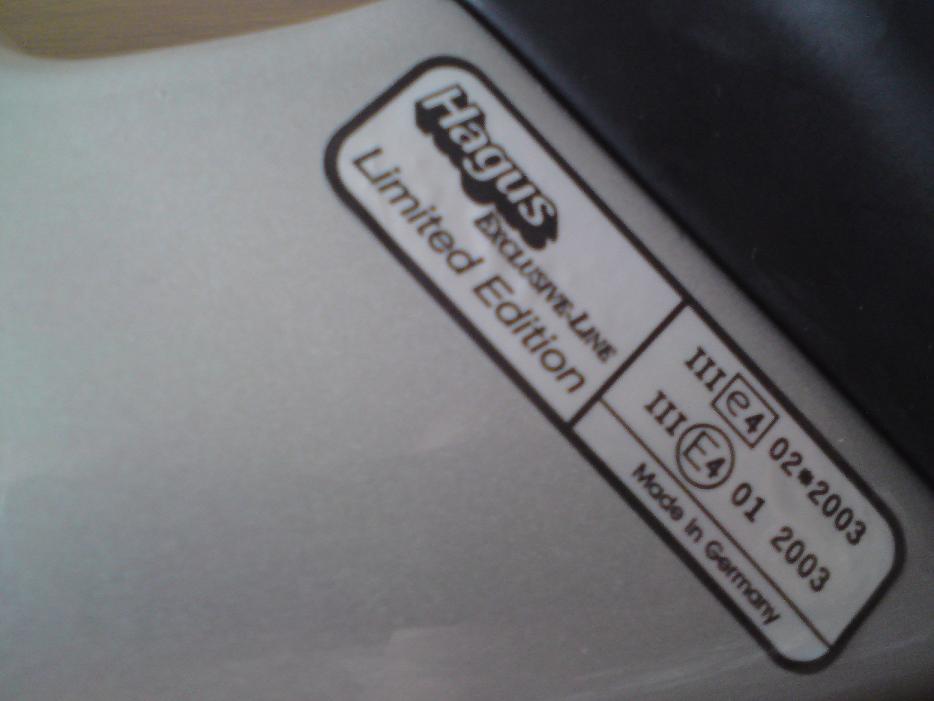 Hagus
EXCLUSIVE-LINE
Limited Edition
III e4 02*2003
III E4 01 2003
Made in Germany